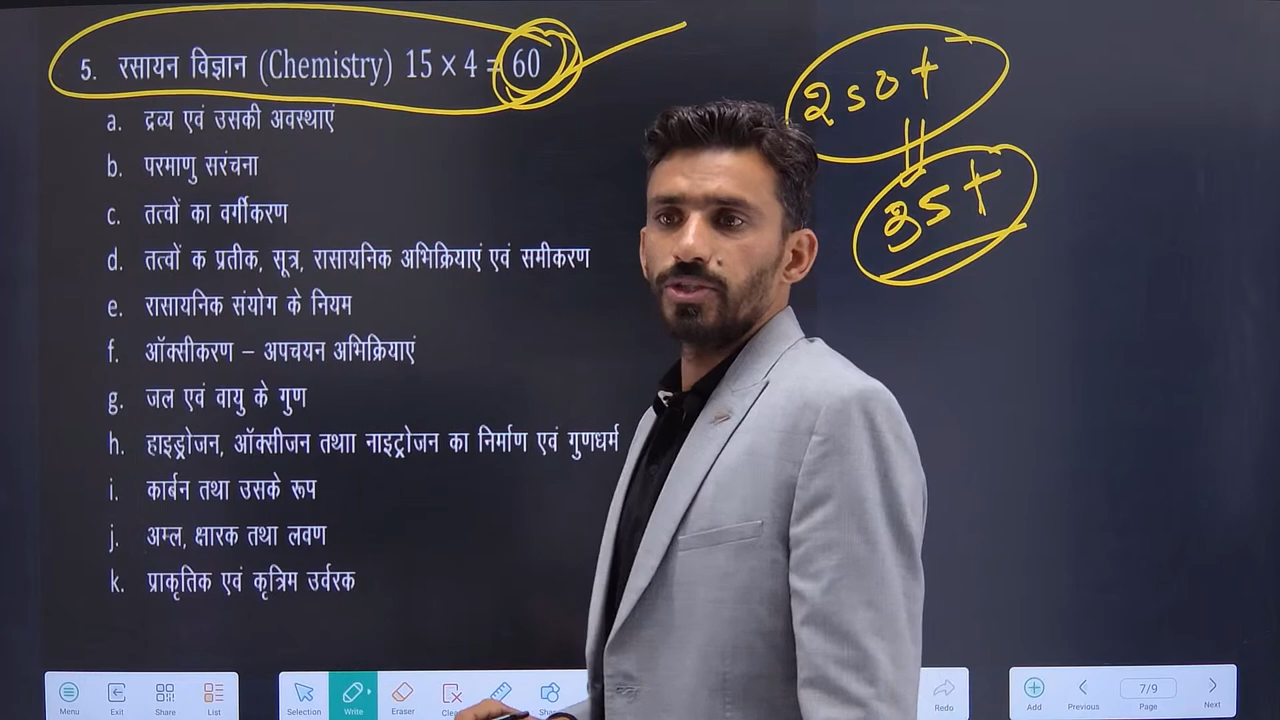 5. रसायन विज्ञान (Chemistry) 15 × 4 = 60
a. द्रव्य एवं उसकी अवस्थाएं
b. परमाणु सरंचना
c. तत्वों का वर्गीकरण
d. तत्वों क प्रतीक, सूत्र, रासायनिक अभिक्रियाएं एवं समीकरण
e. रासायनिक संयोग के नियम
f. ऑक्सीकरण – अपचयन अभिक्रियाएं
g. जल एवं वायु के गुण
h. हाइड्रोजन, ऑक्सीजन तथाा नाइट्रोजन का निर्माण एवं गुणधर्म
i. कार्बन तथा उसके रूप
j. अम्ल, क्षारक तथा लवण
k. प्राकृतिक एवं कृत्रिम उर्वरक
250+
35+
Menu Exit Share List Selection Write Eraser Add Previous Page Next
7/9